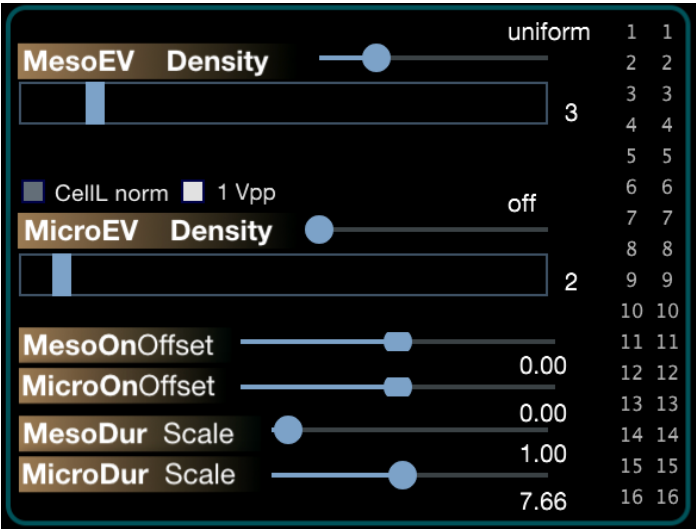 uniform 1 1
MesoEV Density 2 2
3 3
3
4 4
5 5
CellL norm 1 Vpp 6 6
off
MicroEV Density 7 7
8 8
2 9 9
10 10
MesoOnOffset 11 11
0.00 12 12
MicroOnOffset
0.00 13 13
MesoDur Scale 14 14
1.00
MicroDur Scale 15 15
7.66 16 16